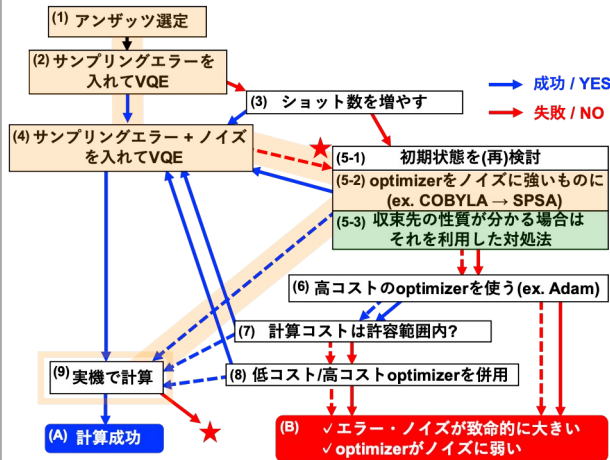 (1) アンザッツ選定
(2) サンプリングエラーを
入れてVQE
成功 / YES
(3) ショット数を増やす
失敗 / NO
(4) サンプリングエラー + ノイズ
を入れてVQE
(5-1) 初期状態を(再)検討
(5-2) optimizerをノイズに強いものに
(ex. COBYLA → SPSA)
(5-3) 収束先の性質が分かる場合は
それを利用した対処法
(6) 高コストのoptimizerを使う(ex. Adam)
(7) 計算コストは許容範囲内?
(8) 低コスト/高コストoptimizerを併用
(9) 実機で計算
(A) 計算成功
(B) ✓エラー・ノイズが致命的に大きい
✓optimizerがノイズに弱い